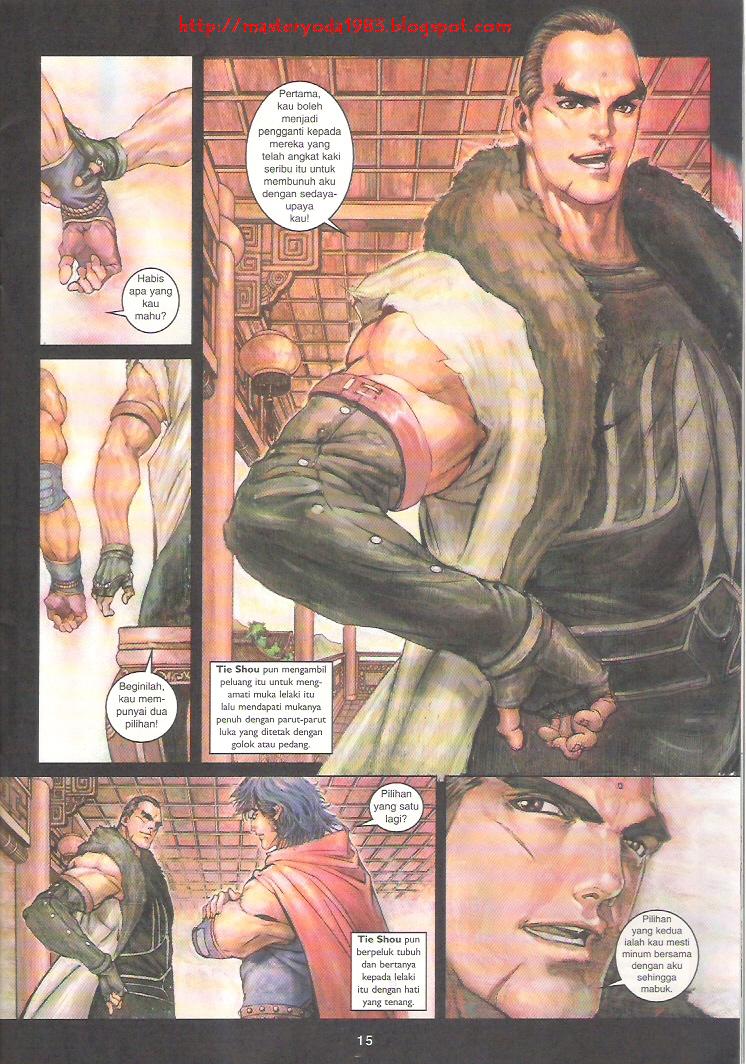 http://masteryoda1983.blogspot.com
Habis
apa yang
kau
mahu?
Beginilah,
kau mem-
punyai dua
pilihan!
Pertama,
kau boleh
menjadi
pengganti kepada
mereka yang
telah angkat kaki
seribu itu untuk
membunuh aku
dengan sedaya-
upaya
kau!
Tie Shou pun mengambil
peluang itu untuk meng-
amati muka lelaki itu
lalu mendapati mukanya
penuh dengan parut-parut
luka yang ditetak dengan
golok atau pedang.
Pilihan
yang satu
lagi?
Tie Shou pun
berpeluk tubuh
dan bertanya
kepada lelaki
itu dengan hati
yang tenang.
Pilihan
yang kedua
ialah kau mesti
minum bersama
dengan aku
sehingga
mabuk.
15